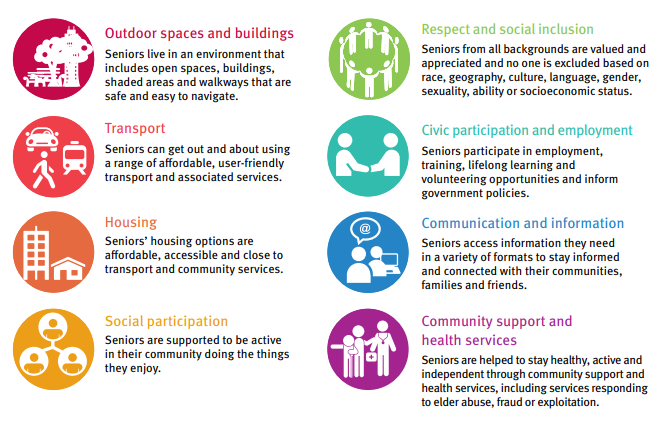 Outdoor spaces and buildings
Seniors live in an environment that
includes open spaces, buildings,
shaded areas and walkways that are
safe and easy to navigate.
Transport
Seniors can get out and about using
a range of affordable, user-friendly
transport and associated services.
Housing
Seniors' housing options are
affordable, accessible and close to
transport and community services.
Social participation
Seniors are supported to be active
in their community doing the things
they enjoy.
Respect and social inclusion
Seniors from all backgrounds are valued and
appreciated and no one is excluded based on
race, geography, culture, language, gender,
sexuality, ability or socioeconomic status.
Civic participation and employment
Seniors participate in employment,
training, lifelong learning and
volunteering opportunities and inform
government policies.
@
Communication and information
Seniors access information they need
in a variety of formats to stay informed
and connected with their communities,
families and friends.
Community support and
health services
Seniors are helped to stay healthy, active and
independent through community support and
health services, including services responding
to elder abuse, fraud or exploitation.